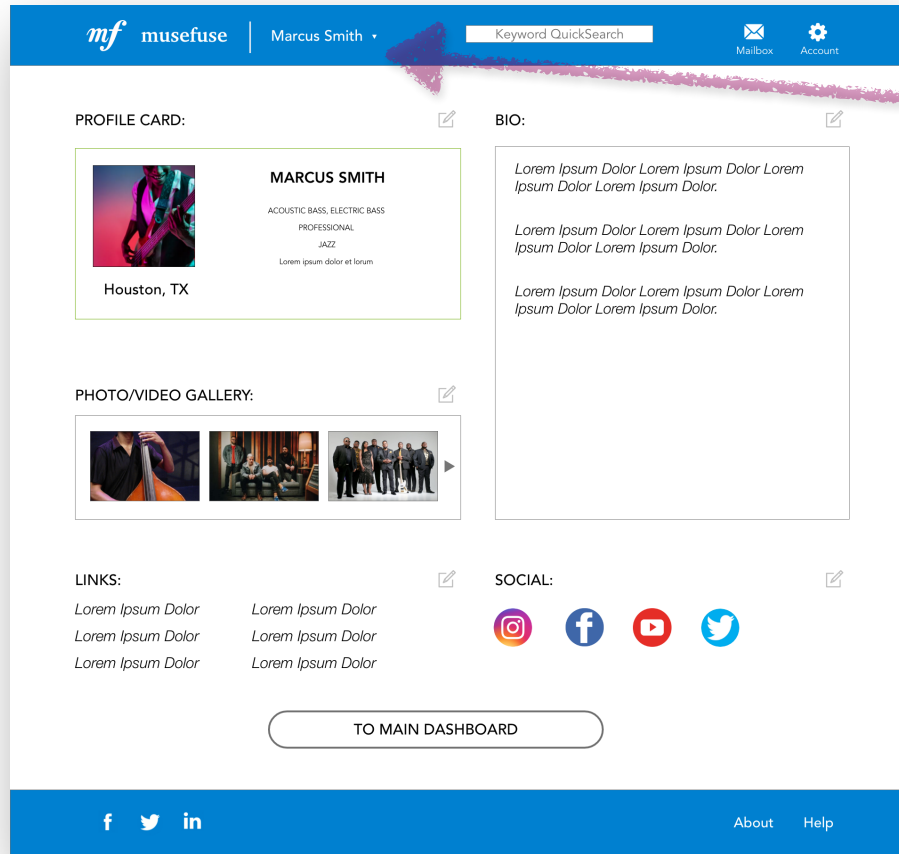 mf musefuse
Marcus Smith
Keyword QuickSearch
Mailbox
Account
PROFILE CARD:
MARCUS SMITH
ACOUSTIC BASS, ELECTRIC BASS
PROFESSIONAL
JAZZ
Lorem ipsum dolor et lorum
Houston, TX
BIO:
Lorem Ipsum Dolor Lorem Ipsum Dolor Lorem
Ipsum Dolor Lorem Ipsum Dolor.
Lorem Ipsum Dolor Lorem Ipsum Dolor Lorem
Ipsum Dolor Lorem Ipsum Dolor.
Lorem Ipsum Dolor Lorem Ipsum Dolor Lorem
Ipsum Dolor Lorem Ipsum Dolor.
PHOTO/VIDEO GALLERY:
LINKS:
Lorem Ipsum Dolor Lorem Ipsum Dolor
Lorem Ipsum Dolor Lorem Ipsum Dolor
Lorem Ipsum Dolor Lorem Ipsum Dolor
SOCIAL:
TO MAIN DASHBOARD
About
Help